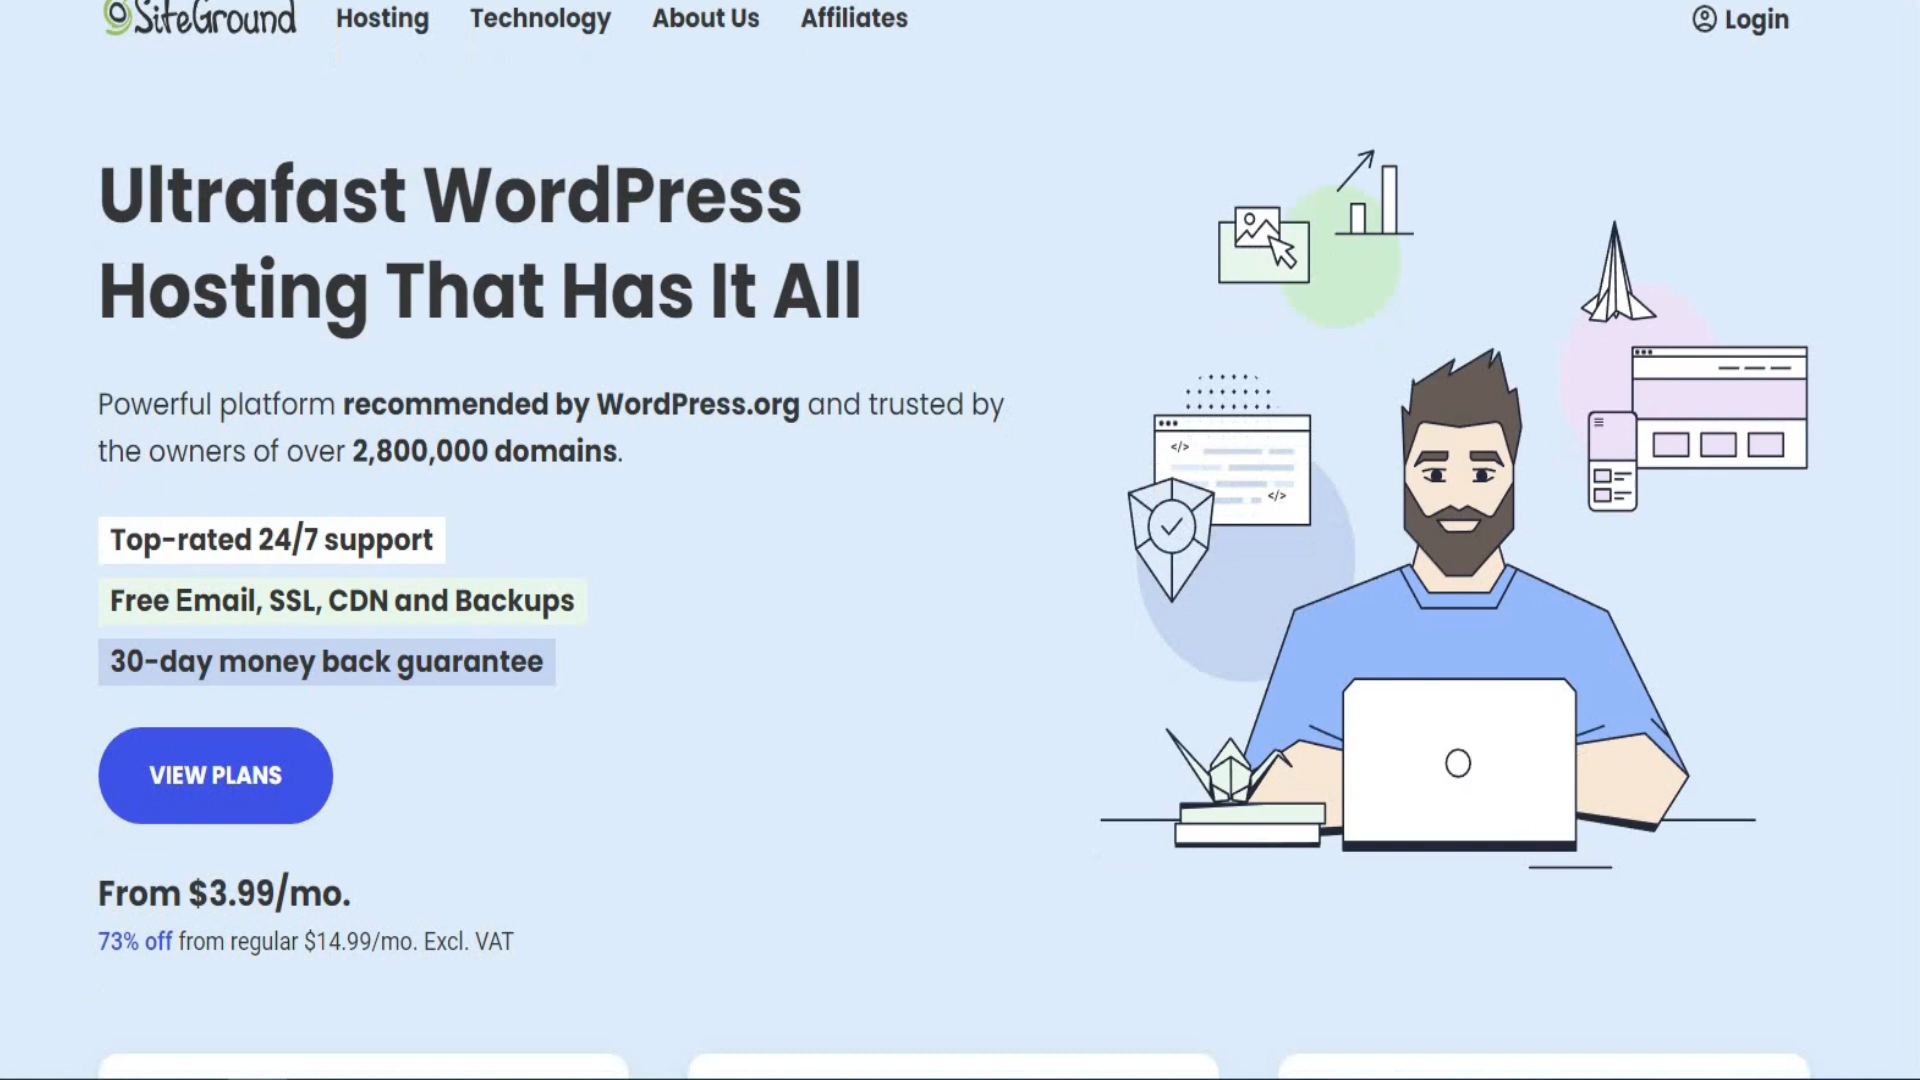 SiteGround Hosting Technology About Us Affiliates Login
Ultrafast WordPress
Hosting That Has It All
Powerful platform recommended by WordPress.org and trusted by
the owners of over 2,800,000 domains.
</>
</>
Top-rated 24/7 support
Free Email, SSL, CDN and Backups
30-day money back guarantee
VIEW PLANS
From $3.99/mo.
73% off from regular $14.99/mo. Excl. VAT